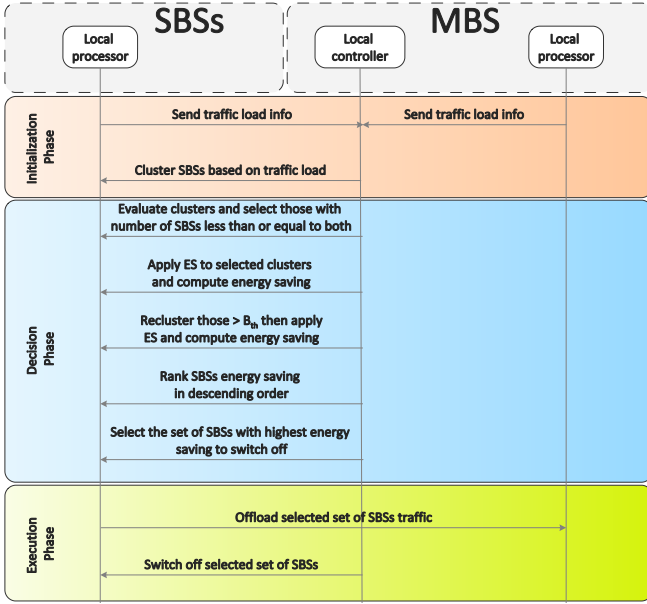 SBSs
MBS
Local
processor
Local
controller
Local
processor
Initialization
Phase
Send traffic load info
Send traffic load info
Cluster SBSs based on traffic load
Decision
Phase
Evaluate clusters and select those with
number of SBSs less than or equal to both
Apply ES to selected clusters
and compute energy saving
Recluster those > Bth then apply
ES and compute energy saving
Rank SBSs energy saving
in descending order
Select the set of SBSs with highest energy
saving to switch off
Execution
Phase
Offload selected set of SBSs traffic
Switch off selected set of SBSs